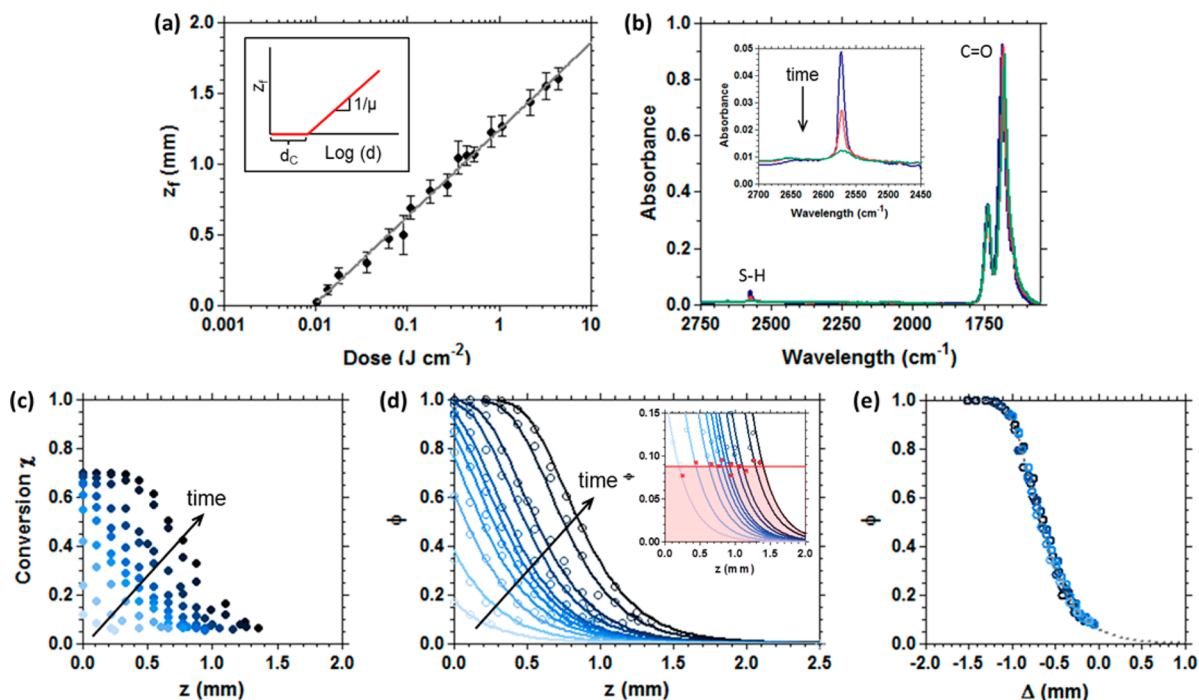 (a)
2.0
1.5
1.0
0.5
0.0
z_f (mm)
0.001
0.01
0.1
1
10
Dose (J cm⁻²)
z_f
1/μ
d_C
Log (d)
(b)
1.0
0.8
0.6
0.4
0.2
0.0
Absorbance
2750
2500
2250
2000
1750
Wavelength (cm⁻¹)
S-H
C=O
time
0.05
0.04
0.03
0.02
0.01
0.00
Absorbance
2700
2650
2600
2550
2500
2450
Wavelength (cm⁻¹)
(c)
1.0
0.8
0.6
0.4
0.2
0.0
Conversion χ
time
0.0
0.5
1.0
1.5
2.0
z (mm)
(d)
1.0
0.8
0.6
0.4
0.2
0.0
ϕ
time
0.0
0.5
1.0
1.5
2.0
2.5
z (mm)
0.15
0.10
0.05
0.00
ϕ
0.0
0.5
1.0
1.5
2.0
z (mm)
(e)
1.0
0.8
0.6
0.4
0.2
0.0
ϕ
-2.0
-1.5
-1.0
-0.5
0.0
0.5
1.0
Δ (mm)